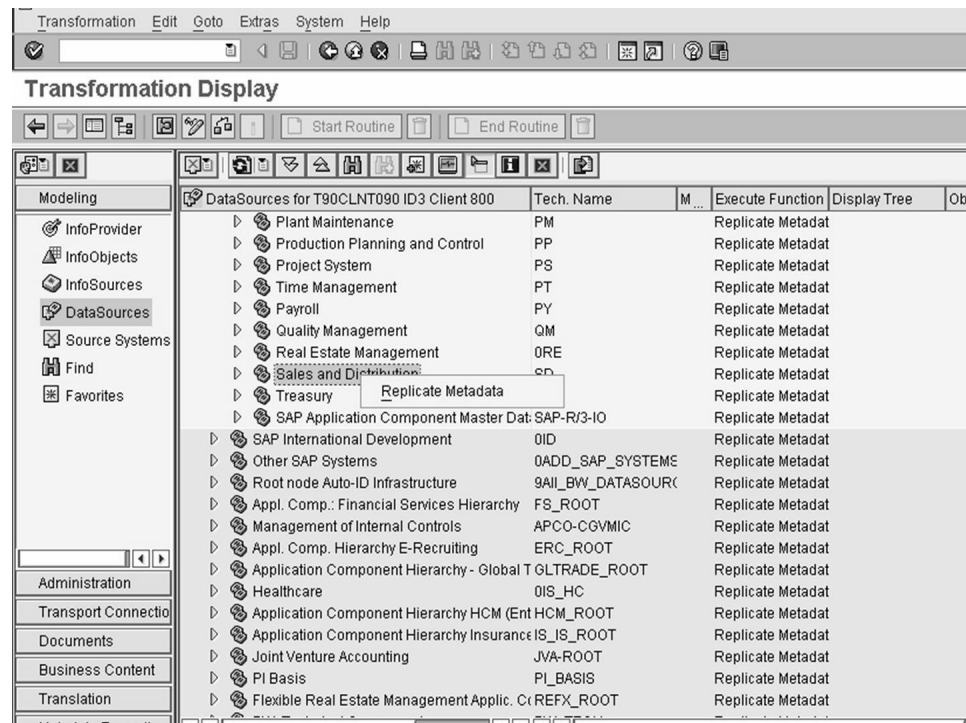 Transformation Edit Goto Extras System Help
Transformation Display
Start Routine End Routine
Modeling
InfoProvider
InfoObjects
InfoSources
DataSources
Source Systems
Find
Favorites
Administration
Transport Connectio
Documents
Business Content
Translation
DataSources for T90CLNT090 ID3 Client 800 Tech. Name M... Execute Function Display Tree Ob
Plant Maintenance PM Replicate Metadat
Production Planning and Control PP Replicate Metadat
Project System PS Replicate Metadat
Time Management PT Replicate Metadat
Payroll PY Replicate Metadat
Quality Management QM Replicate Metadat
Real Estate Management 0RE Replicate Metadat
Sales and Distribution SD Replicate Metadat
Replicate Metadata
Treasury Replicate Metadat
SAP Application Component Master Dat SAP-R/3-IO Replicate Metadat
SAP International Development 0ID Replicate Metadat
Other SAP Systems 0ADD_SAP_SYSTEMS Replicate Metadat
Root node Auto-ID Infrastructure 9AII_BW_DATASOUR( Replicate Metadat
Appl. Comp.: Financial Services Hierarchy FS_ROOT Replicate Metadat
Management of Internal Controls APCO-CGVMIC Replicate Metadat
Appl. Comp. Hierarchy E-Recruiting ERC_ROOT Replicate Metadat
Application Component Hierarchy - Global T GLTRADE_ROOT Replicate Metadat
Healthcare 0IS_HC Replicate Metadat
Application Component Hierarchy HCM (Ent HCM_ROOT Replicate Metadat
Application Component Hierarchy Insurance IS_IS_ROOT Replicate Metadat
Joint Venture Accounting JVA-ROOT Replicate Metadat
PI Basis PI_BASIS Replicate Metadat
Flexible Real Estate Management Applic. C( REFX_ROOT Replicate Metadat